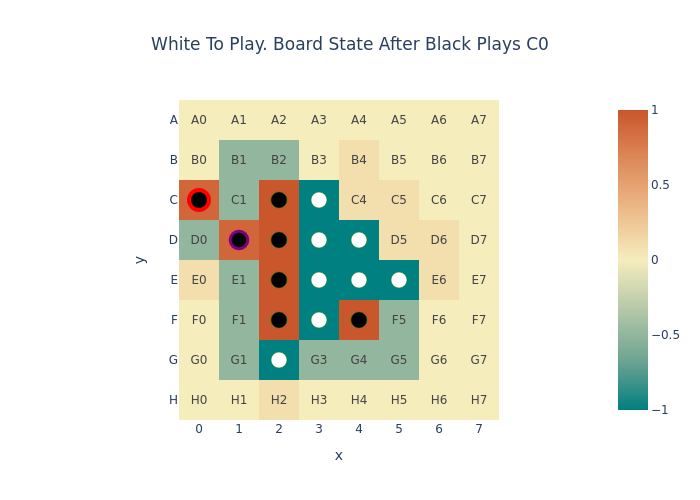 White To Play. Board State After Black Plays C0
A A0 A1 A2 A3 A4 A5 A6 A7
B B0 B1 B2 B3 B4 B5 B6 B7
C C1 C4 C5 C6 C7
D D0 D5 D6 D7
E E0 E1 E6 E7
F F0 F1 F5 F6 F7
G G0 G1 G3 G4 G5 G6 G7
H H0 H1 H2 H3 H4 H5 H6 H7
0 1 2 3 4 5 6 7
x
y
1
0.5
0
−0.5
−1